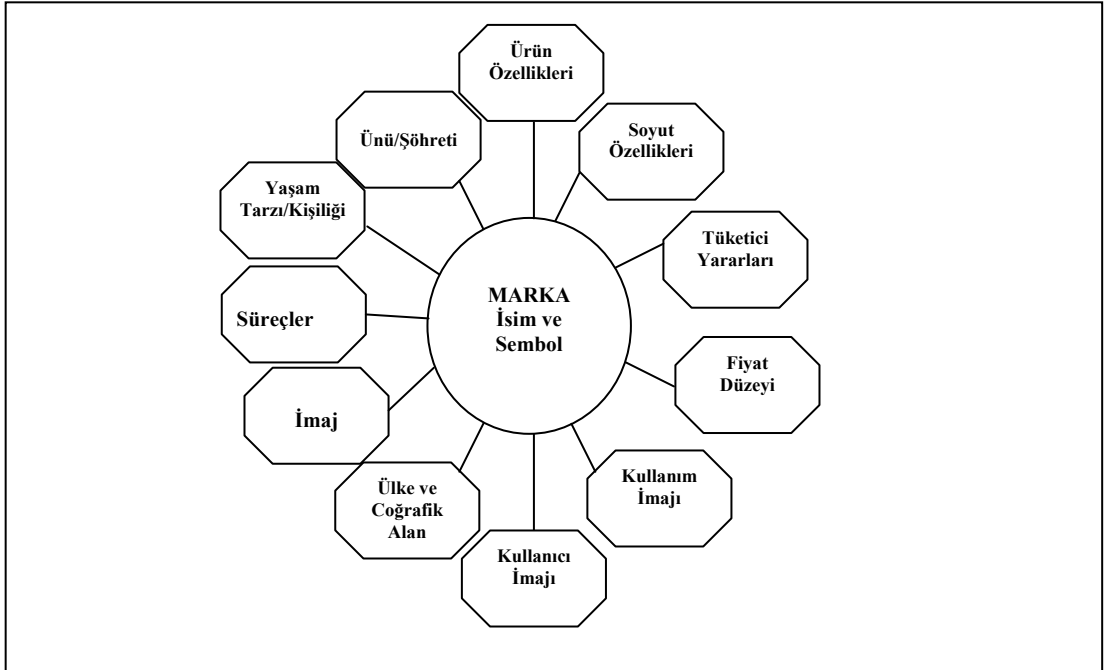 Ürün
Özellikleri
Ünü/Şöhreti
Soyut
Özellikleri
Yaşam
Tarzı/Kişiliği
Tüketici
Yararları
MARKA
İsim ve
Sembol
Süreçler
Fiyat
Düzeyi
İmaj
Kullanım
İmajı
Ülke ve
Coğrafik
Alan
Kullanıcı
İmajı